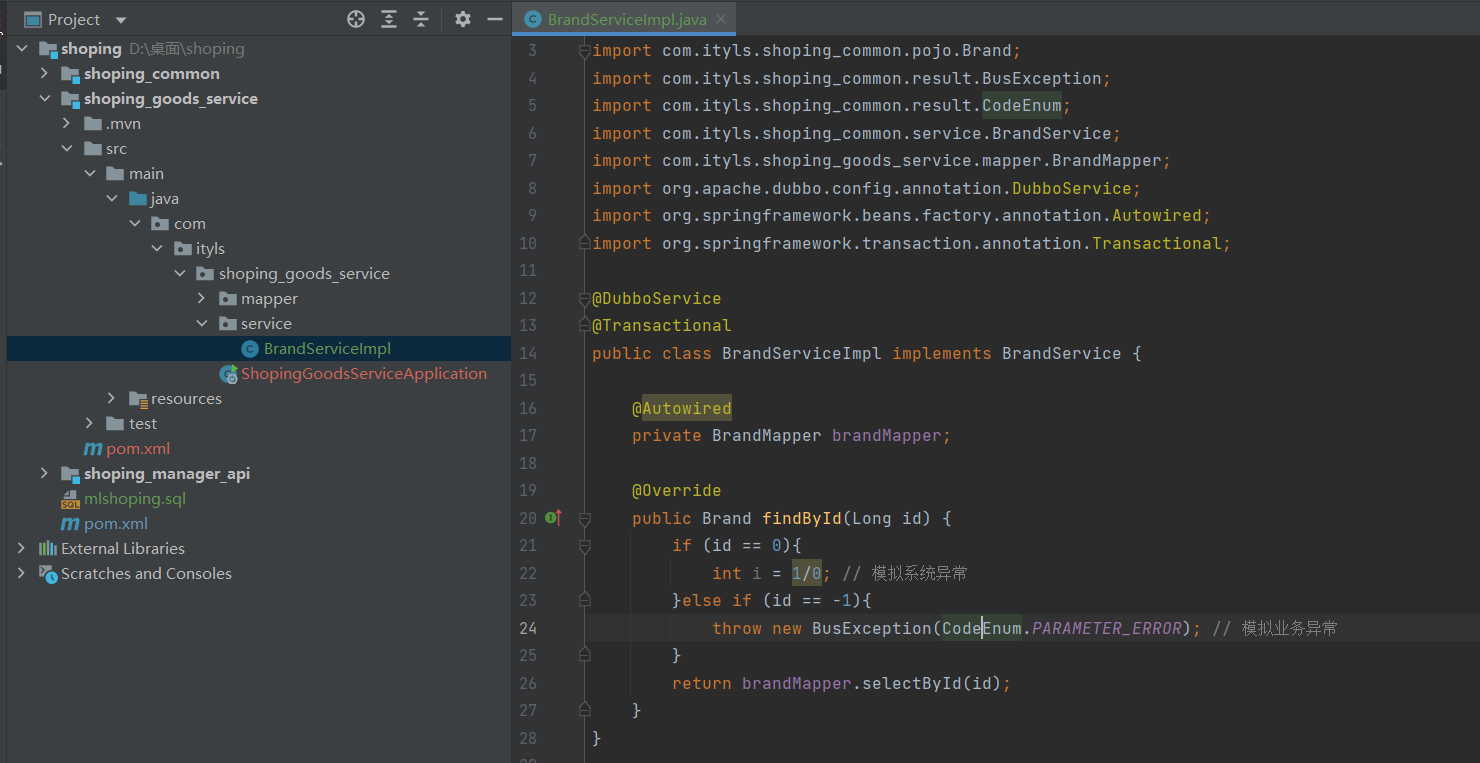 Project
shoping D:\桌面\shoping
shoping_common
shoping_goods_service
.mvn
src
main
java
com
ityls
shoping_goods_service
mapper
service
BrandServiceImpl
ShopingGoodsServiceApplication
resources
test
pom.xml
shoping_manager_api
mlshoping.sql
pom.xml
External Libraries
Scratches and Consoles
BrandServiceImpl.java
3 import com.ityls.shoping_common.pojo.Brand;
4 import com.ityls.shoping_common.result.BusException;
5 import com.ityls.shoping_common.result.CodeEnum;
6 import com.ityls.shoping_common.service.BrandService;
7 import com.ityls.shoping_goods_service.mapper.BrandMapper;
8 import org.apache.dubbo.config.annotation.DubboService;
9 import org.springframework.beans.factory.annotation.Autowired;
10 import org.springframework.transaction.annotation.Transactional;
11
12 @DubboService
13 @Transactional
14 public class BrandServiceImpl implements BrandService {
15
16 @Autowired
17 private BrandMapper brandMapper;
18
19 @Override
20 public Brand findById(Long id) {
21 if (id == 0){
22 int i = 1/0; // 模拟系统异常
23 }else if (id == -1){
24 throw new BusException(CodeEnum.PARAMETER_ERROR); // 模拟业务异常
25 }
26 return brandMapper.selectById(id);
27 }
28 }